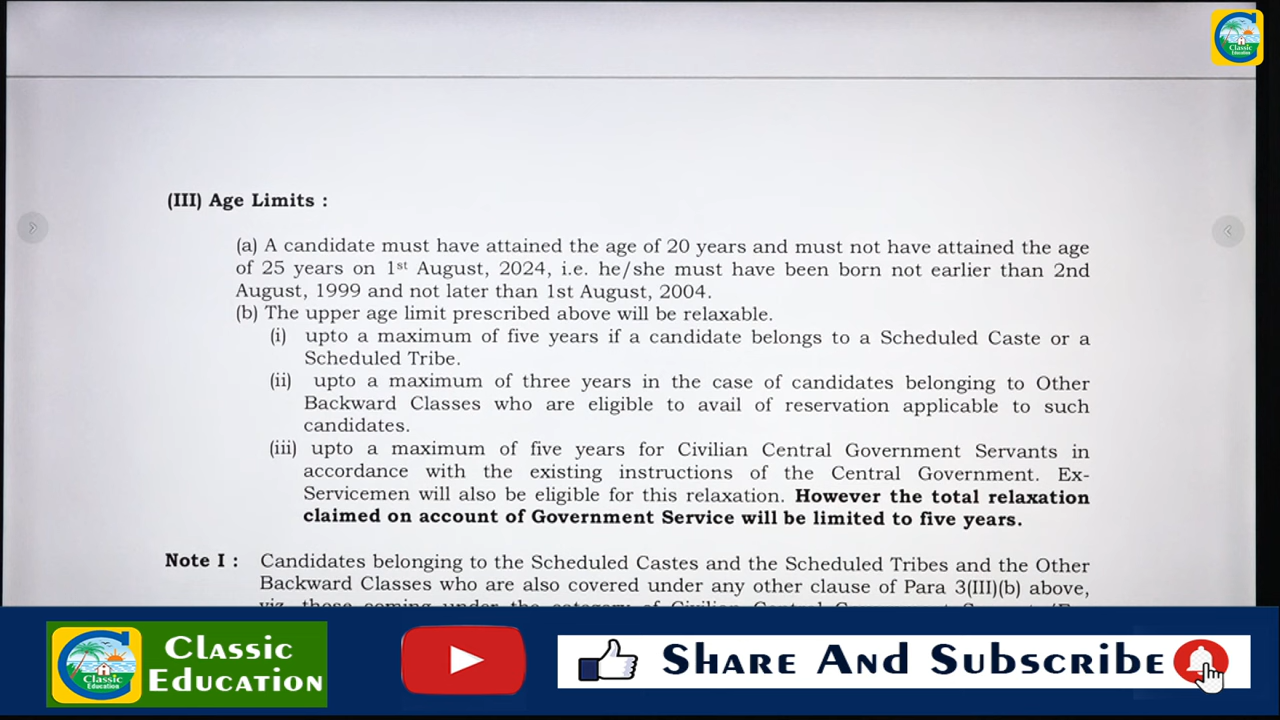 Classic
Education
(III) Age Limits :
(a) A candidate must have attained the age of 20 years and must not have attained the age
of 25 years on 1st August, 2024, i.e. he/she must have been born not earlier than 2nd
August, 1999 and not later than 1st August, 2004.
(b) The upper age limit prescribed above will be relaxable.
(i) upto a maximum of five years if a candidate belongs to a Scheduled Caste or a
Scheduled Tribe.
(ii) upto a maximum of three years in the case of candidates belonging to Other
Backward Classes who are eligible to avail of reservation applicable to such
candidates.
(iii) upto a maximum of five years for Civilian Central Government Servants in
accordance with the existing instructions of the Central Government. Ex-
Servicemen will also be eligible for this relaxation. However the total relaxation
claimed on account of Government Service will be limited to five years.
Note I : Candidates belonging to the Scheduled Castes and the Scheduled Tribes and the Other
Backward Classes who are also covered under any other clause of Para 3(III)(b) above,
Classic
Education
Classic
Education
Share And Subscribe